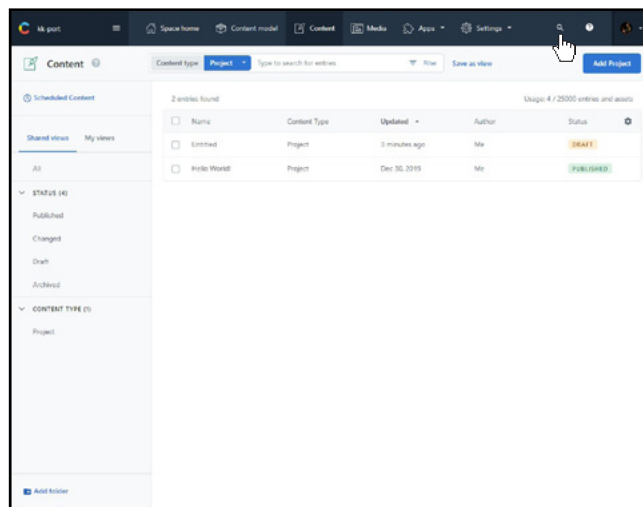 kk-port
Space home
Content model
Content
Media
Apps
Settings
Content
Content type
Project
Type to search for entries
Filter
Save as view
Add Project
Scheduled Content
2 entries found
Usage: 4 / 25000 entries and assets
Shared views
My views
Name
Content Type
Updated
Author
Status
Untitled
Project
3 minutes ago
Me
DRAFT
All
Hello World!
Project
Dec 30, 2019
Me
PUBLISHED
STATUS (4)
Published
Changed
Draft
Archived
CONTENT TYPE (1)
Project
Add folder